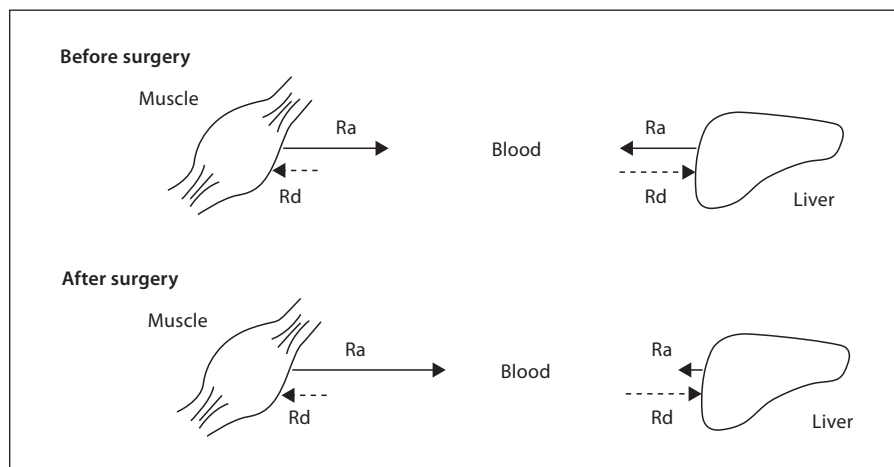 Before surgery
Muscle
Ra
Blood
Ra
Rd
Rd
Liver
After surgery
Muscle
Ra
Blood
Ra
Rd
Rd
Liver